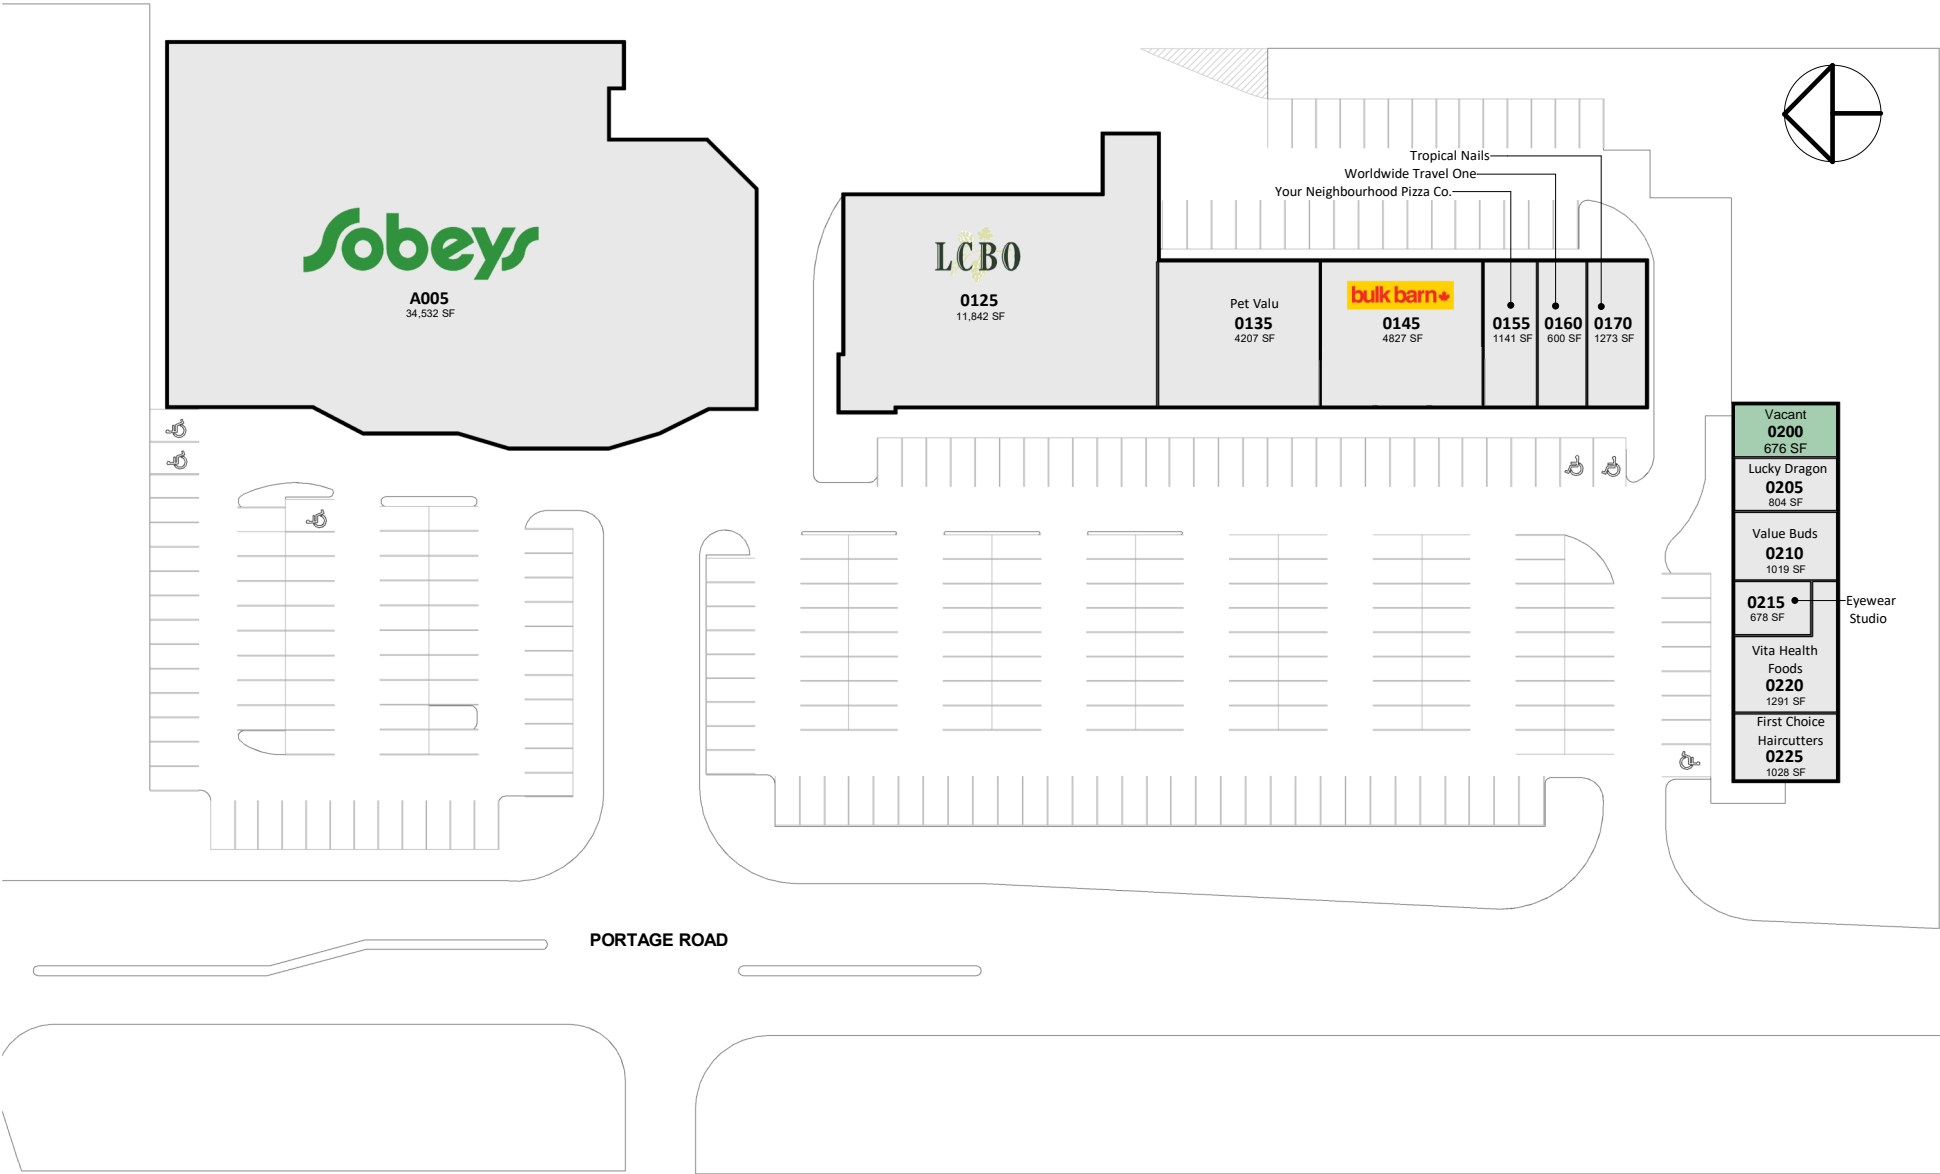 Sobeys
A005
34,532 SF
LCBO
0125
11,842 SF
Pet Valu
0135
4207 SF
bulk barn
0145
4827 SF
Tropical Nails
Worldwide Travel One
Your Neighbourhood Pizza Co.
0155
1141 SF
0160
600 SF
0170
1273 SF
Vacant
0200
676 SF
Lucky Dragon
0205
804 SF
Value Buds
0210
1019 SF
0215
678 SF
Eyewear
Studio
Vita Health
Foods
0220
1291 SF
First Choice
Haircutters
0225
1028 SF
PORTAGE ROAD